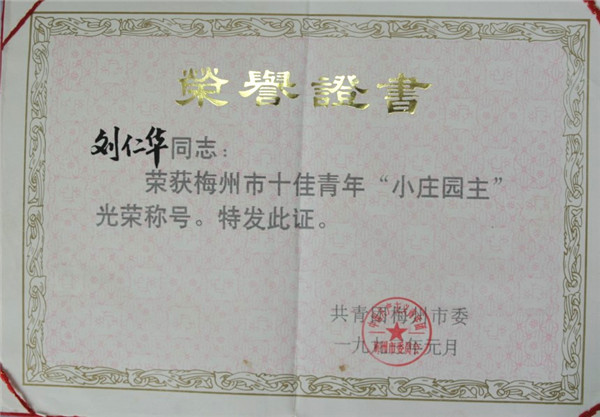 榮譽證書
刘仁华同志：
荣获梅州市十佳青年“小庄园主”
光荣称号。特发此证。
共青团梅州市委
一九九 年元月